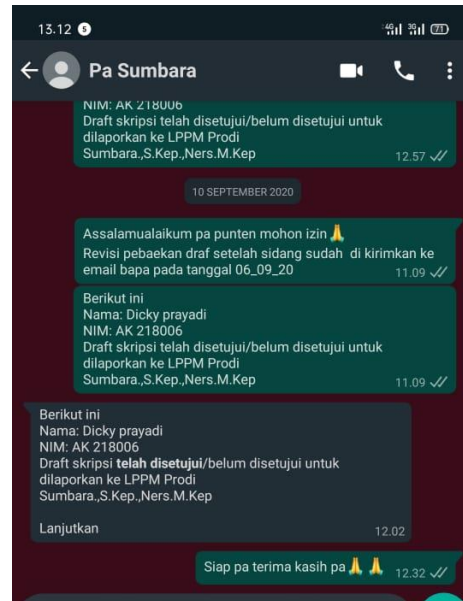 13.12 5 4G 3G 71
Pa Sumbara
NIM: AK 218006
Draft skripsi telah disetujui/belum disetujui untuk
dilaporkan ke LPPM Prodi
Sumbara.,S.Kep.,Ners.M.Kep
12.57
10 SEPTEMBER 2020
Assalamualaikum pa punten mohon izin🙏
Revisi pebaekan draf setelah sidang sudah di kirimkan ke
email bapa pada tanggal 06_09_20
11.09
Berikut ini
Nama: Dicky prayadi
NIM: AK 218006
Draft skripsi telah disetujui/belum disetujui untuk
dilaporkan ke LPPM Prodi
Sumbara.,S.Kep.,Ners.M.Kep
11.09
Berikut ini
Nama: Dicky prayadi
NIM: AK 218006
Draft skripsi telah disetujui/belum disetujui untuk
dilaporkan ke LPPM Prodi
Sumbara.,S.Kep.,Ners.M.Kep
Lanjutkan
12.02
Siap pa terima kasih pa🙏🙏 12.32